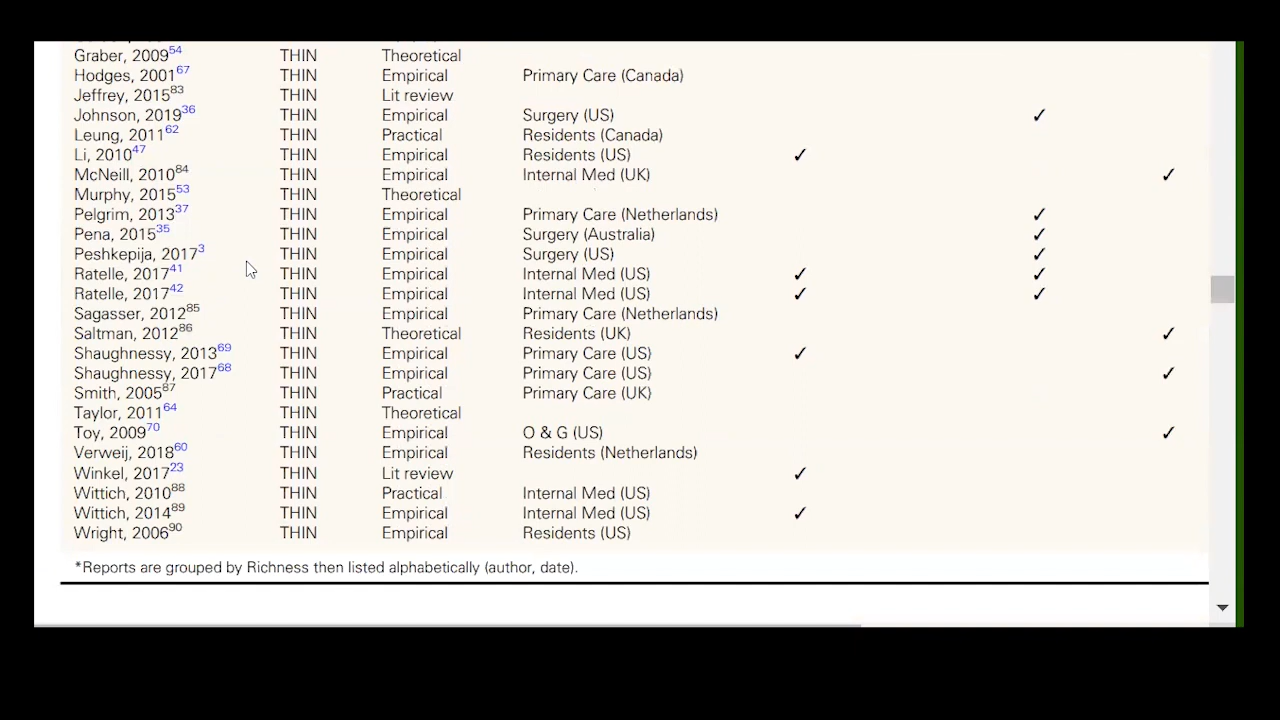 Graber, 2009⁵⁴ THIN Theoretical
Hodges, 2001⁶⁷ THIN Empirical Primary Care (Canada)
Jeffrey, 2015⁸³ THIN Lit review
Johnson, 2019³⁶ THIN Empirical Surgery (US) ✓
Leung, 2011⁶² THIN Practical Residents (Canada)
Li, 2010⁴⁷ THIN Empirical Residents (US) ✓
McNeill, 2010⁸⁴ THIN Empirical Internal Med (UK) ✓
Murphy, 2015⁵³ THIN Theoretical
Pelgrim, 2013³⁷ THIN Empirical Primary Care (Netherlands) ✓
Pena, 2015³⁵ THIN Empirical Surgery (Australia) ✓
Peshkepija, 2017³ THIN Empirical Surgery (US) ✓
Ratelle, 2017⁴¹ THIN Empirical Internal Med (US) ✓ ✓
Ratelle, 2017⁴² THIN Empirical Internal Med (US) ✓ ✓
Sagasser, 2012⁸⁵ THIN Empirical Primary Care (Netherlands)
Saltman, 2012⁸⁶ THIN Theoretical Residents (UK) ✓
Shaughnessy, 2013⁶⁹ THIN Empirical Primary Care (US) ✓
Shaughnessy, 2017⁶⁸ THIN Empirical Primary Care (US) ✓
Smith, 2005⁸⁷ THIN Practical Primary Care (UK)
Taylor, 2011⁶⁴ THIN Theoretical
Toy, 2009⁷⁰ THIN Empirical O & G (US) ✓
Verweij, 2018⁶⁰ THIN Empirical Residents (Netherlands)
Winkel, 2017²³ THIN Lit review ✓
Wittich, 2010⁸⁸ THIN Practical Internal Med (US)
Wittich, 2014⁸⁹ THIN Empirical Internal Med (US) ✓
Wright, 2006⁹⁰ THIN Empirical Residents (US)
*Reports are grouped by Richness then listed alphabetically (author, date).